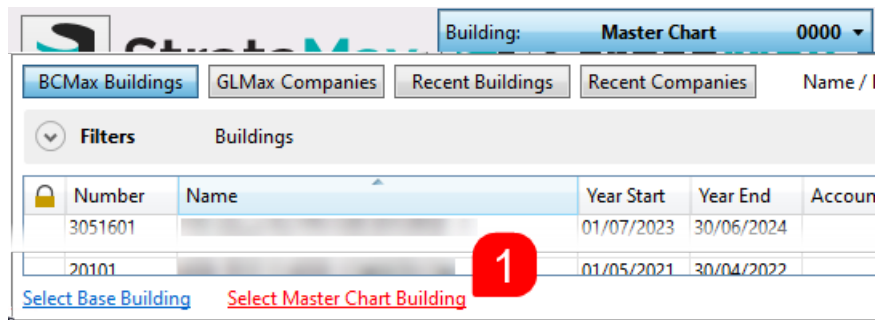 Building: Master Chart 0000
BCMax Buildings GLMax Companies Recent Buildings Recent Companies Name /
Filters Buildings
Number Name Year Start Year End
3051601 01/07/2023 30/06/2024
20101 01/05/2021 30/04/2022
1
Select Base Building Select Master Chart Building